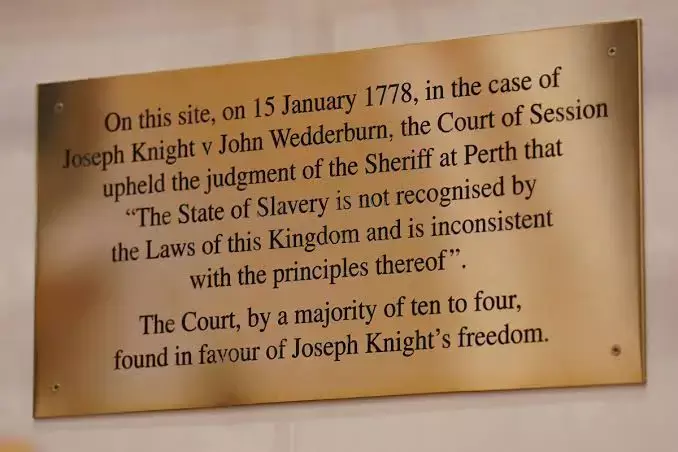 On this site, on 15 January 1778, in the case of
Joseph Knight v John Wedderburn, the Court of Session
upheld the judgment of the Sheriff at Perth that
“The State of Slavery is not recognised by
the Laws of this Kingdom and is inconsistent
with the principles thereof”.
The Court, by a majority of ten to four,
found in favour of Joseph Knight’s freedom.